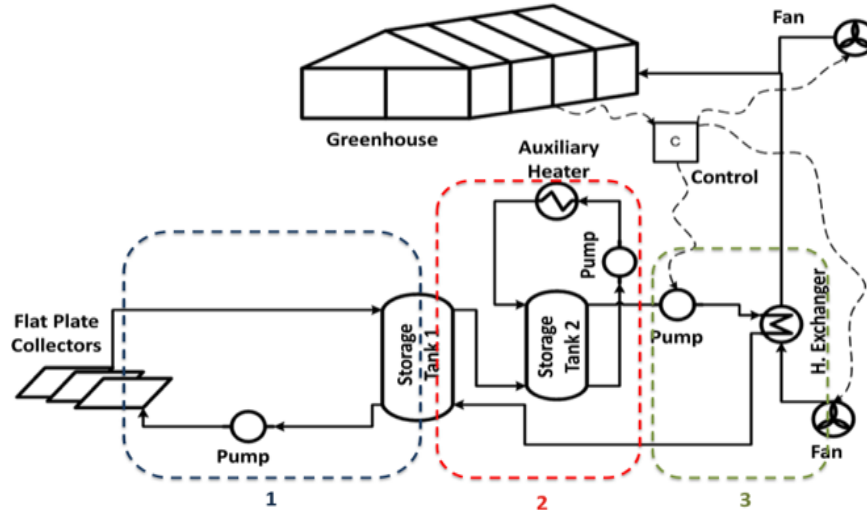 Fan
Greenhouse
C
Control
Auxiliary
Heater
Pump
Flat Plate
Collectors
Storage
Tank 1
Storage
Tank 2
Pump
H. Exchanger
Pump
Fan
1
2
3